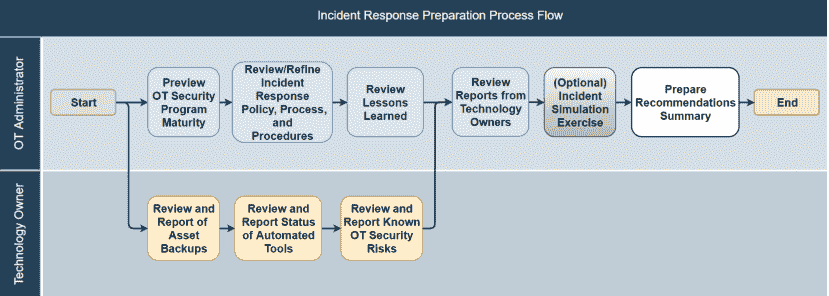 Incident Response Preparation Process Flow
OT Administrator
Start
Preview
OT Security
Program
Maturity
Review/Refine
Incident
Response
Policy, Process,
and
Procedures
Review
Lessons
Learned
Review
Reports from
Technology
Owners
(Optional)
Incident
Simulation
Exercise
Prepare
Recommendations
Summary
End
Technology Owner
Review and
Report of
Asset
Backups
Review and
Report Status
of Automated
Tools
Review and
Report Known
OT Security
Risks